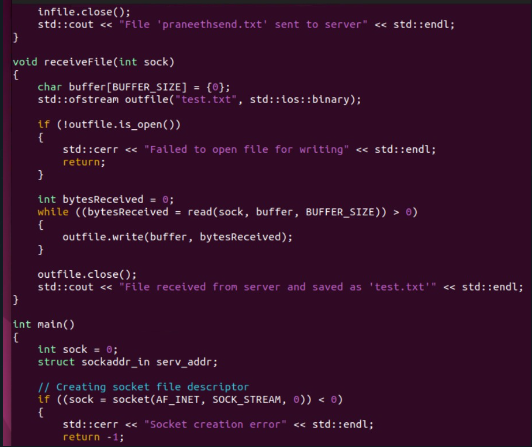 infile.close();
    std::cout << "File 'praneethsend.txt' sent to server" << std::endl;
}
void receiveFile(int sock)
{
    char buffer[BUFFER_SIZE] = {0};
    std::ofstream outfile("test.txt", std::ios::binary);
    if (!outfile.is_open())
    {
        std::cerr << "Failed to open file for writing" << std::endl;
        return;
    }
    int bytesReceived = 0;
    while ((bytesReceived = read(sock, buffer, BUFFER_SIZE)) > 0)
    {
        outfile.write(buffer, bytesReceived);
    }
    outfile.close();
    std::cout << "File received from server and saved as 'test.txt'" << std::endl;
}
int main()
{
    int sock = 0;
    struct sockaddr_in serv_addr;
    // Creating socket file descriptor
    if ((sock = socket(AF_INET, SOCK_STREAM, 0)) < 0)
    {
        std::cerr << "Socket creation error" << std::endl;
        return -1;